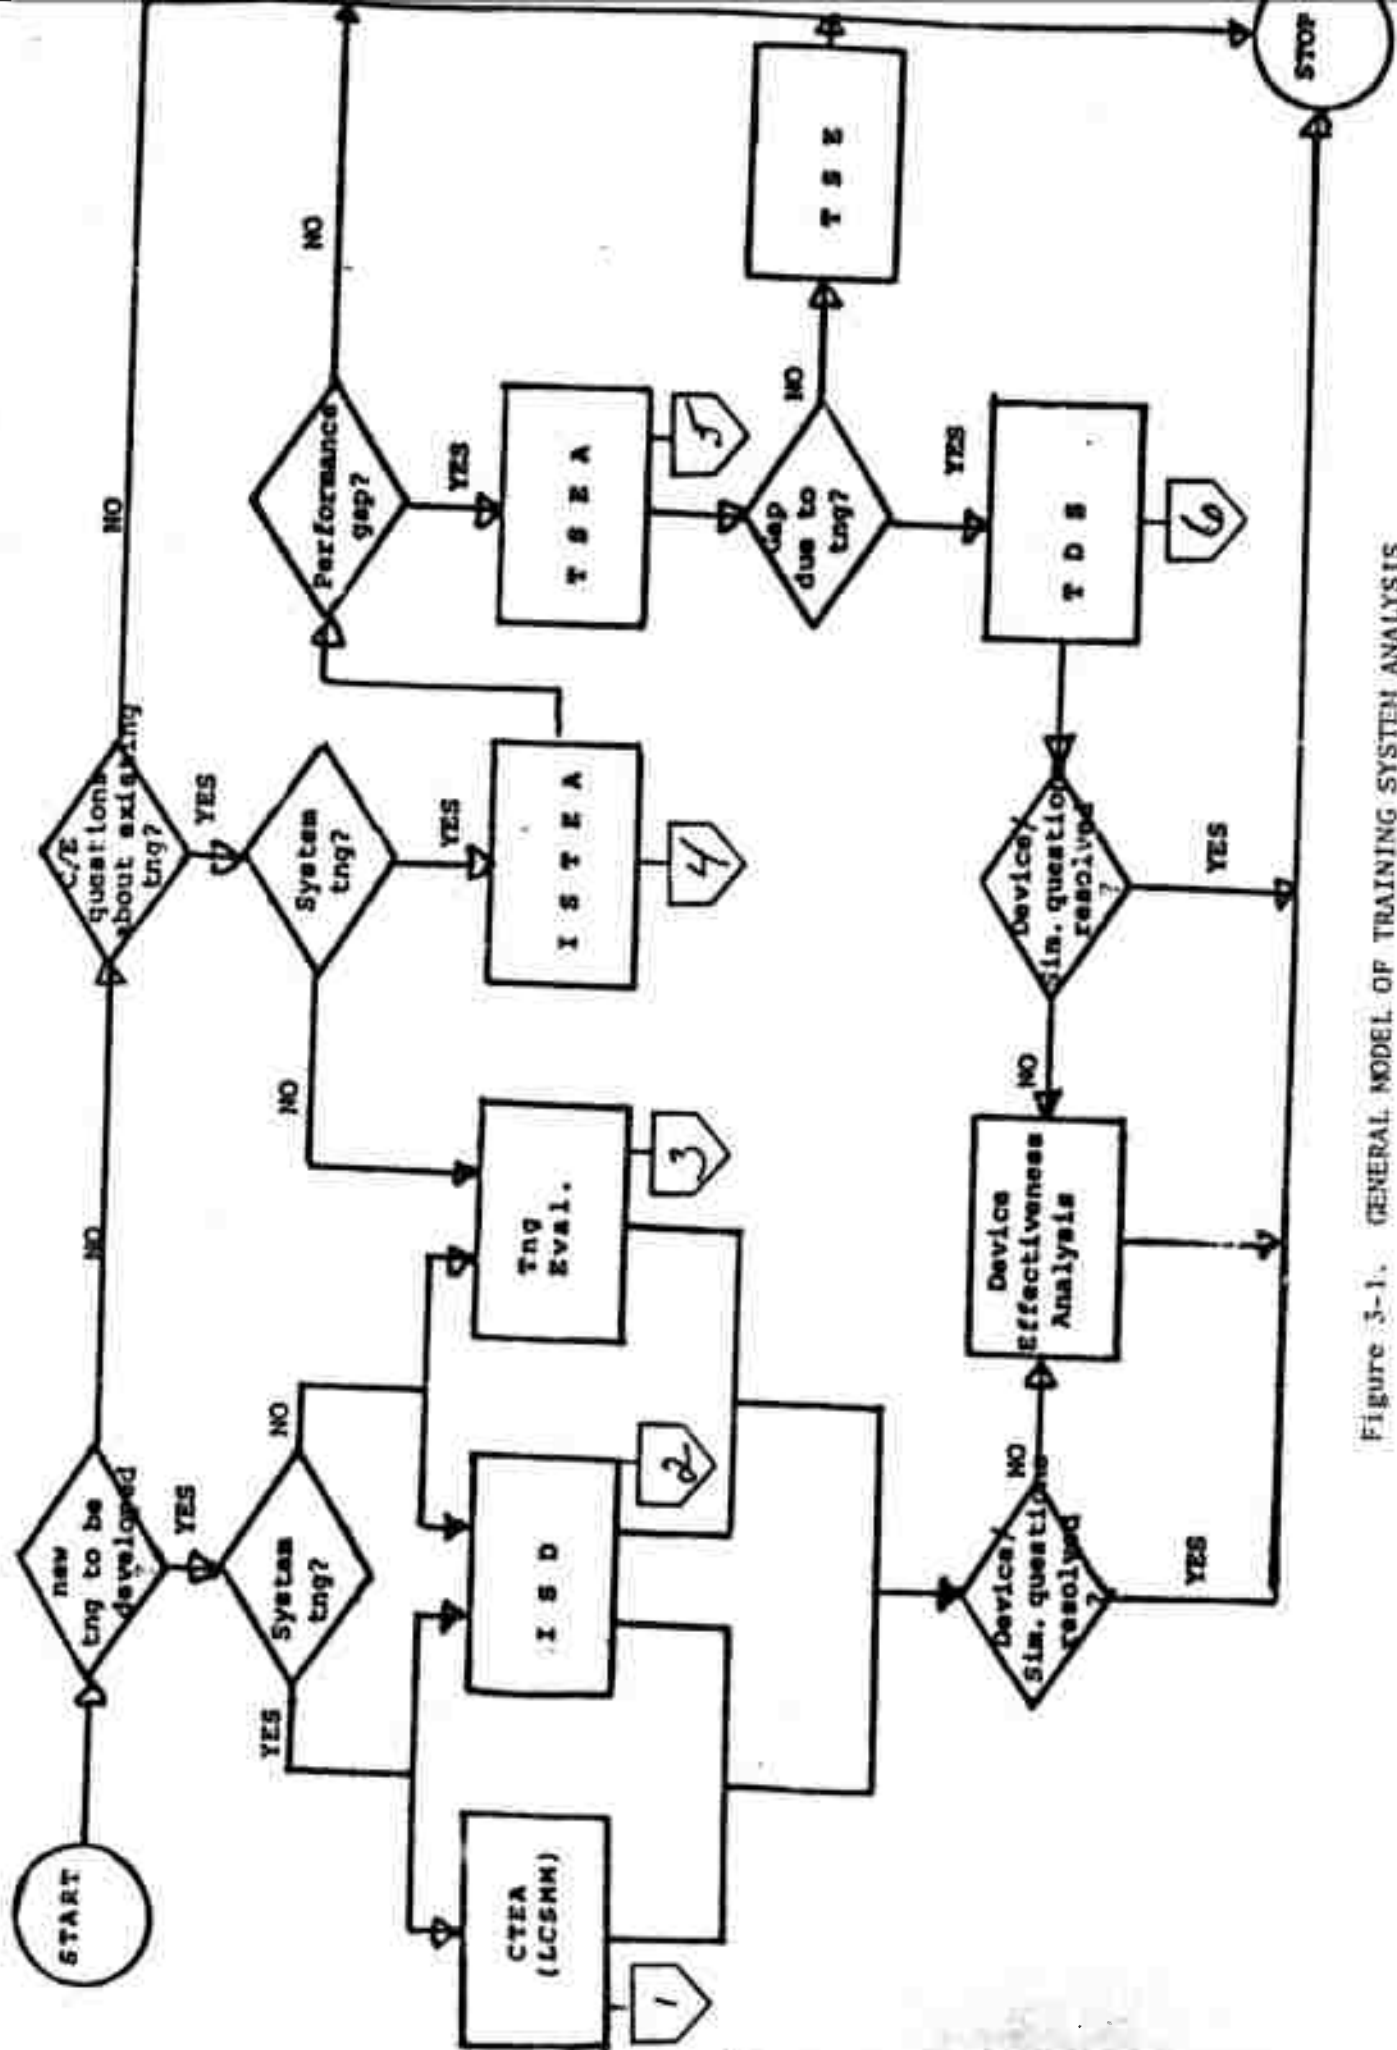 START
new
tng to be
developed
?
NO
YES
C/E
questions
about existing
tng?
NO
YES
System
tng?
YES
NO
System
tng?
NO
YES
Performance
gap?
NO
YES
CTEA
(LCSMM)
1
I S D
2
Tng
Eval.
3
I S T E A
4
T S E A
5
Gap
due to
tng?
NO
YES
T S E
T D S
6
Device/
Sim. questions
resolved
?
NO
YES
Device
Effectiveness
Analysis
Device/
Sim. question
resolved
?
NO
YES
STOP
Figure 3-1. GENERAL MODEL OF TRAINING SYSTEM ANALYSIS